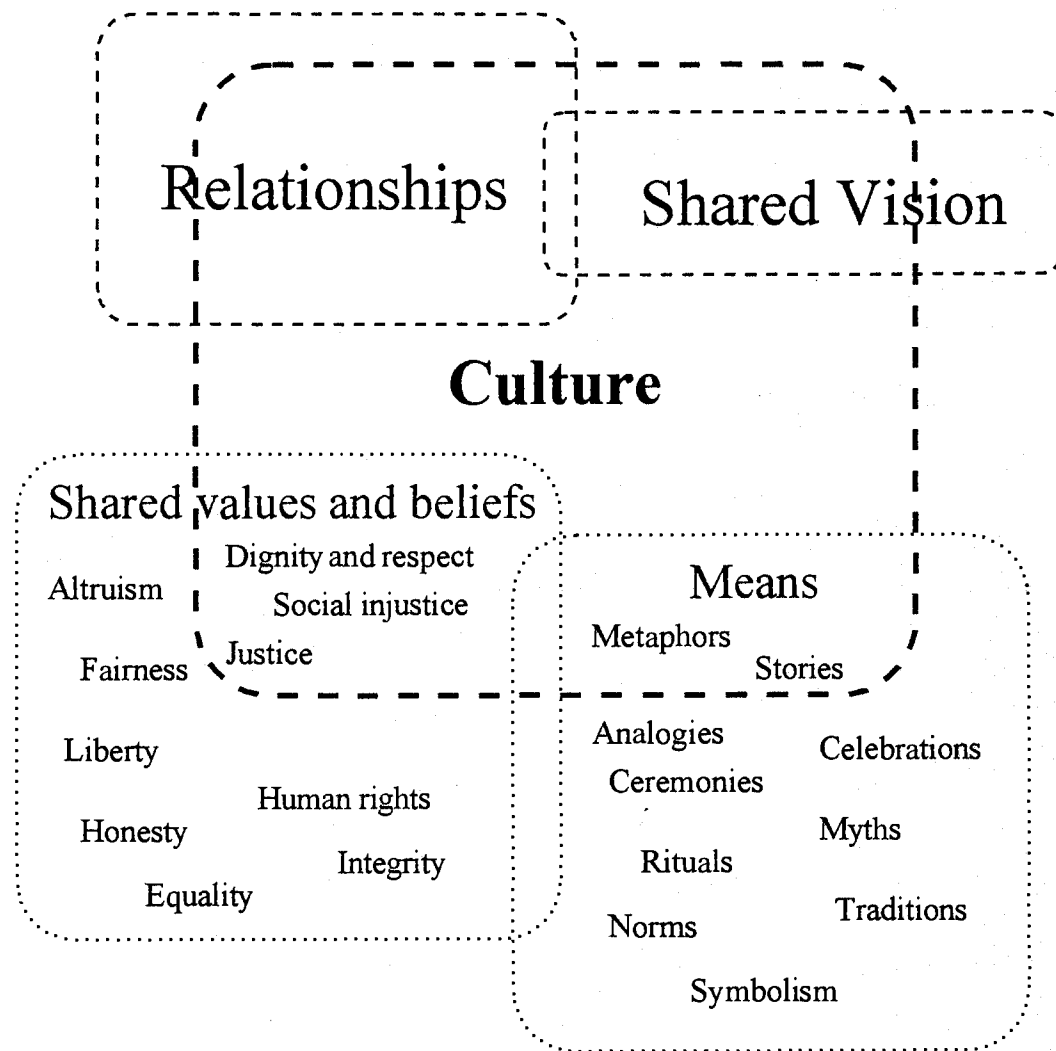 Relationships
Shared Vision
Culture
Shared values and beliefs
Dignity and respect
Altruism
Social injustice
Justice
Fairness
Liberty
Human rights
Honesty
Integrity
Equality
Means
Metaphors
Stories
Analogies
Celebrations
Ceremonies
Myths
Rituals
Traditions
Norms
Symbolism